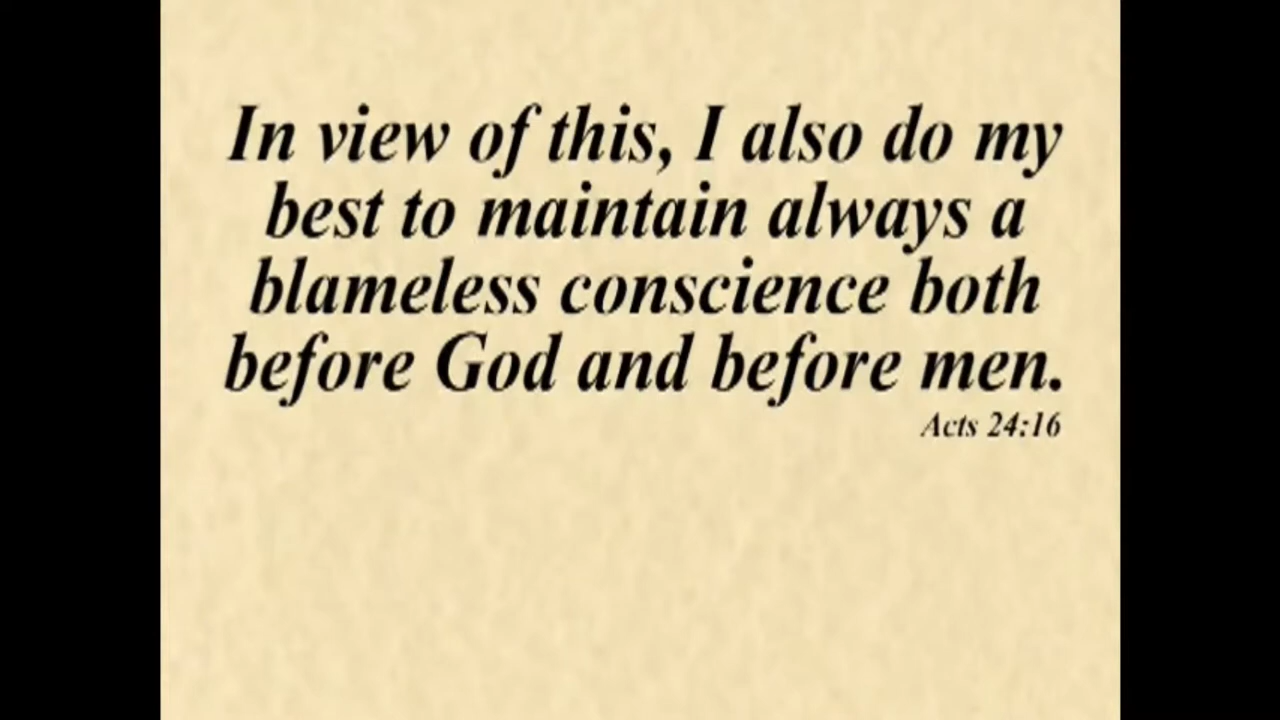 In view of this, I also do my
best to maintain always a
blameless conscience both
before God and before men.
Acts 24:16